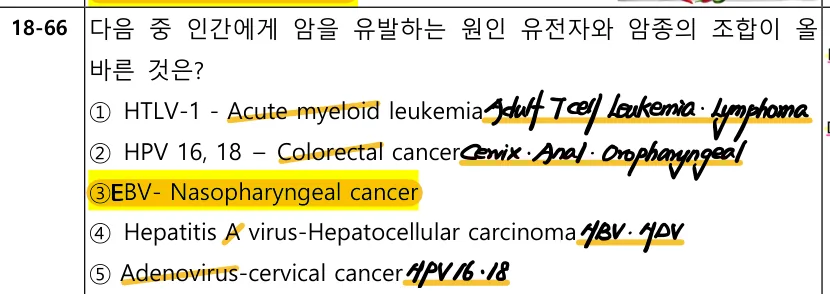 18-66 다음 중 인간에게 암을 유발하는 원인 유전자와 암종의 조합이 올
바른 것은?
① HTLV-1 - Acute myeloid leukemia Adult T cell Leukemia · Lymphoma
② HPV 16, 18 – Colorectal cancer Cervix · Anal · Oropharyngeal
③EBV- Nasopharyngeal cancer
④ Hepatitis A virus-Hepatocellular carcinoma HBV · HDV
⑤ Adenovirus-cervical cancer HPV 16 · 18